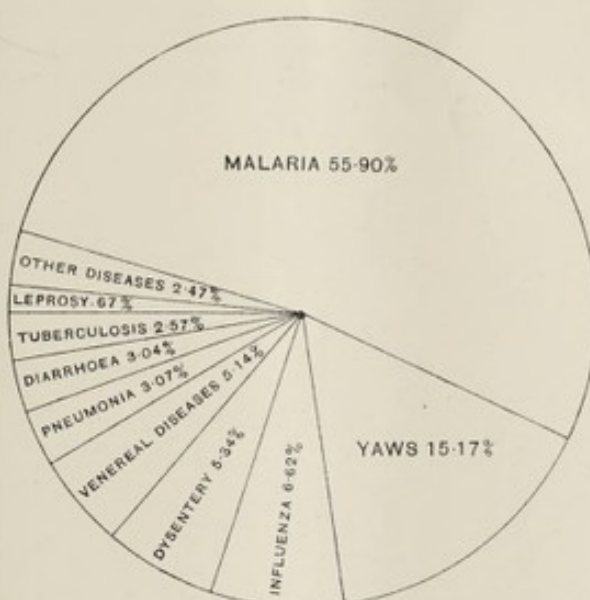 MALARIA 55·90%
OTHER DISEASES 2·47%
LEPROSY ·67%
TUBERCULOSIS 2·57%
DIARRHOEA 3·04%
PNEUMONIA 3·07%
VENEREAL DISEASES 5·14%
DYSENTERY 5·34%
INFLUENZA 6·62%
YAWS 15·17%